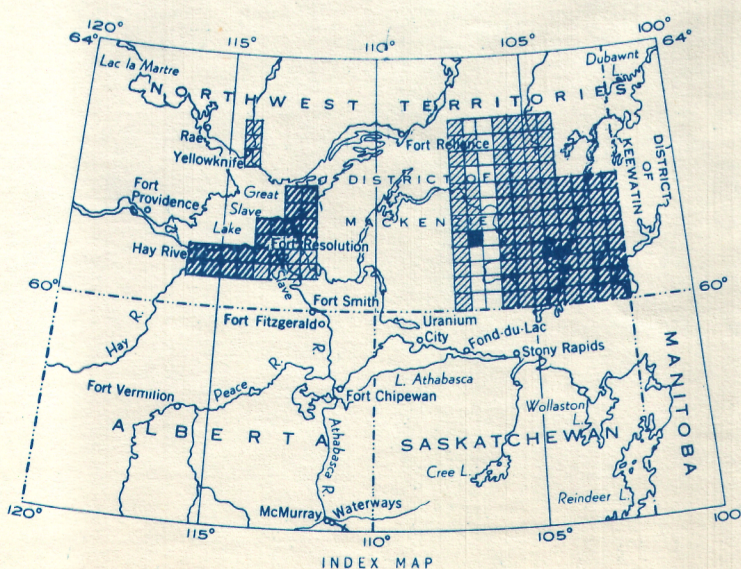 120° 115° 110° 105° 100°
64° 64°
Lac la Martre
Dubawnt L.
NORTHWEST TERRITORIES
Rae
Yellowknife
Fort Reliance
DISTRICT OF KEEWATIN
DISTRICT OF
MACKENZIE
Fort Providence
Great Slave Lake
Hay River
Fort Resolution
Slave
60° 60°
Fort Smith
Fort Fitzgerald
R.
Hay R.
Uranium City
Fond-du-Lac
Stony Rapids
MANITOBA
Fort Vermilion
Peace R.
Fort Chipewan
L. Athabasca
Wollaston L.
ALBERTA
Athabasca R.
SASKATCHEWAN
Cree L.
Reindeer L.
McMurray
Waterways
120° 115° 110° 105° 100
INDEX MAP